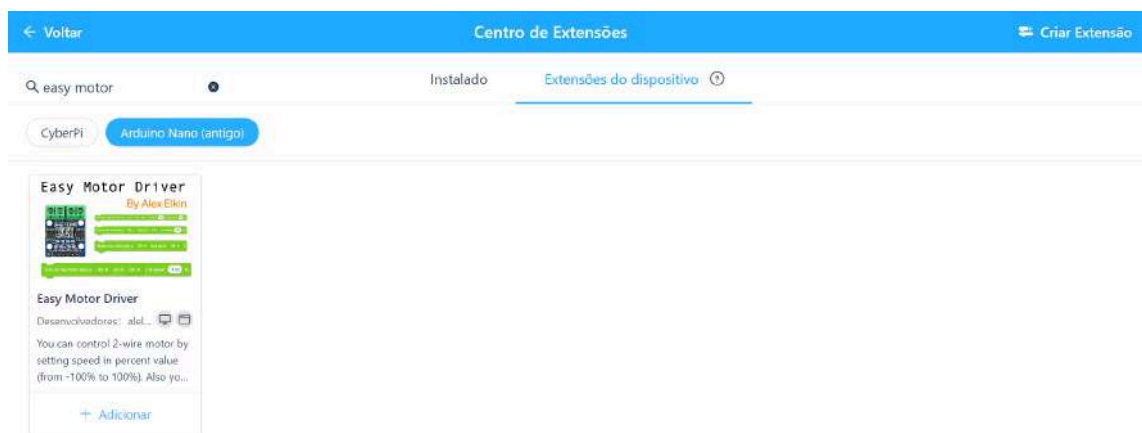 Voltar
Centro de Extensões
Criar Extensão
easy motor
Instalado
Extensões do dispositivo
CyberPi
Arduino Nano (antigo)
Easy Motor Driver
By Alex Elkin
Easy Motor Driver
Desenvolvedores: alel...
You can control 2-wire motor by
setting speed in percent value
(from -100% to 100%). Also yo...
+ Adicionar